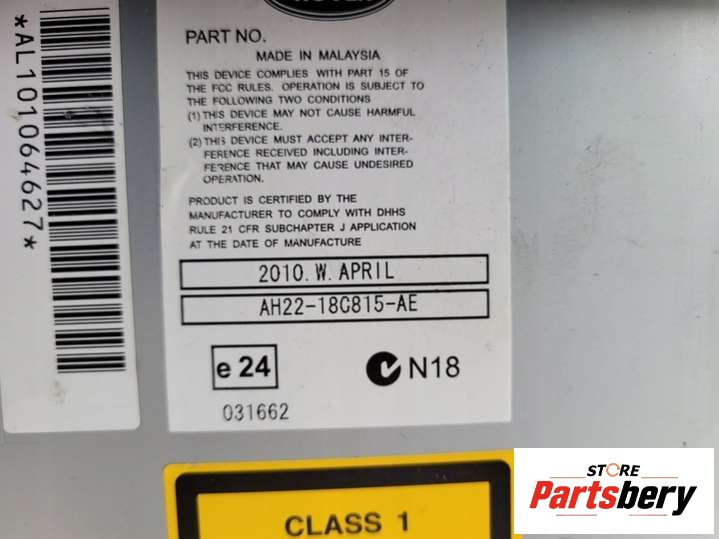 *AL101064627*
PART NO.
MADE IN MALAYSIA
THIS DEVICE COMPLIES WITH PART 15 OF
THE FCC RULES. OPERATION IS SUBJECT TO
THE FOLLOWING TWO CONDITIONS
(1) THIS DEVICE MAY NOT CAUSE HARMFUL
INTERFERENCE.
(2) THIS DEVICE MUST ACCEPT ANY INTER-
FERENCE RECEIVED INCLUDING INTER-
FERENCE THAT MAY CAUSE UNDESIRED
OPERATION.
PRODUCT IS CERTIFIED BY THE
MANUFACTURER TO COMPLY WITH DHHS
RULE 21 CFR SUBCHAPTER J APPLICATION
AT THE DATE OF MANUFACTURE
2010. W. APRIL
AH22-18C815-AE
e 24
N18
031662
CLASS 1
STORE
Partsbery